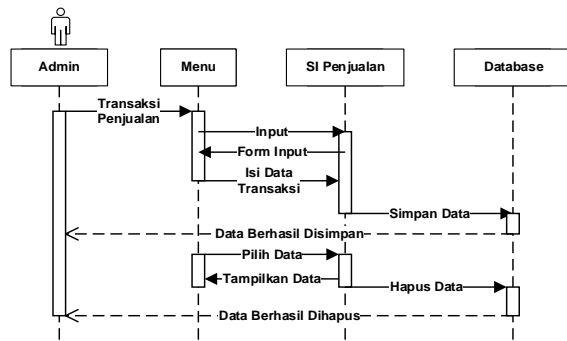 Admin
Menu
SI Penjualan
Database
Transaksi
Penjualan
Input
Form Input
Isi Data
Transaksi
Simpan Data
Data Berhasil Disimpan
Pilih Data
Tampilkan Data
Hapus Data
Data Berhasil Dihapus